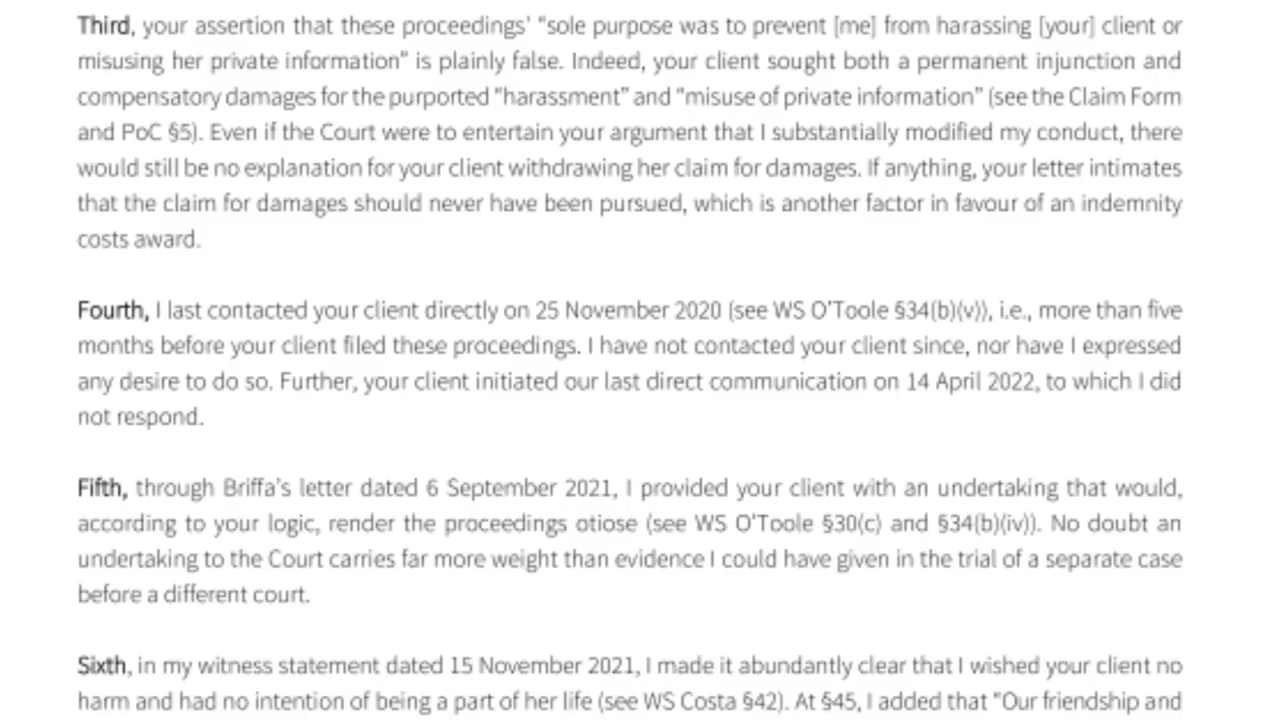 Third, your assertion that these proceedings' "sole purpose was to prevent [me] from harassing [your] client or
misusing her private information" is plainly false. Indeed, your client sought both a permanent injunction and
compensatory damages for the purported "harassment" and "misuse of private information" (see the Claim Form
and PoC §5). Even if the Court were to entertain your argument that I substantially modified my conduct, there
would still be no explanation for your client withdrawing her claim for damages. If anything, your letter intimates
that the claim for damages should never have been pursued, which is another factor in favour of an indemnity
costs award.
Fourth, I last contacted your client directly on 25 November 2020 (see WS O'Toole §34(b)(v)), i.e., more than five
months before your client filed these proceedings. I have not contacted your client since, nor have I expressed
any desire to do so. Further, your client initiated our last direct communication on 14 April 2022, to which I did
not respond.
Fifth, through Briffa's letter dated 6 September 2021, I provided your client with an undertaking that would,
according to your logic, render the proceedings otiose (see WS O'Toole §30(c) and §34(b)(iv)). No doubt an
undertaking to the Court carries far more weight than evidence I could have given in the trial of a separate case
before a different court.
Sixth, in my witness statement dated 15 November 2021, I made it abundantly clear that I wished your client no
harm and had no intention of being a part of her life (see WS Costa §42). At §45, I added that "Our friendship and